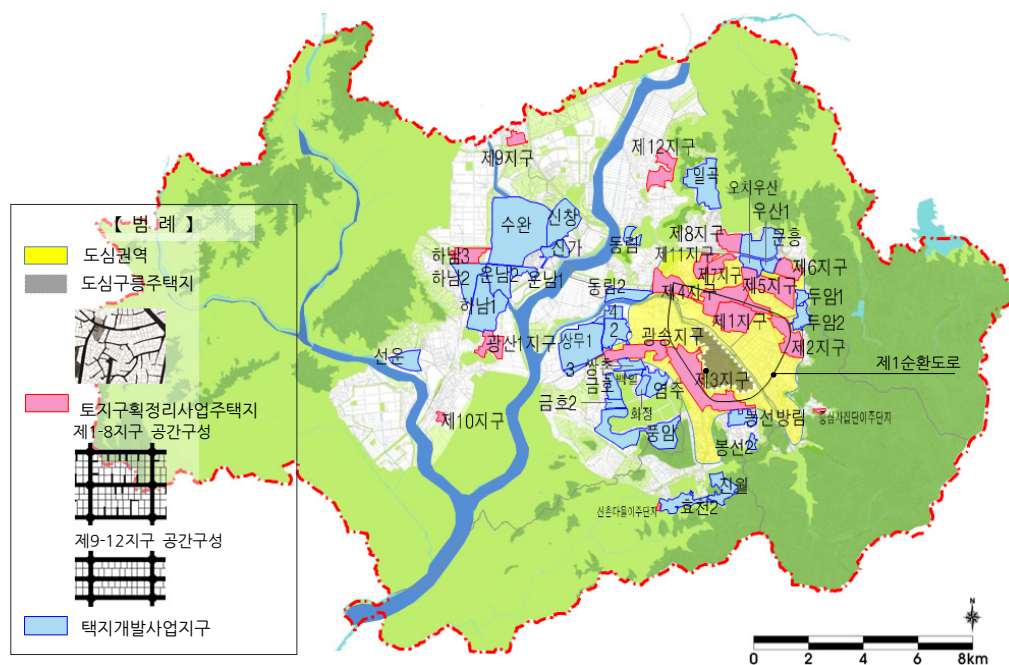 【 범 례 】
도심권역
도심구릉주택지
토지구획정리사업주택지
제1-8지구 공간구성
제9-12지구 공간구성
택지개발사업지구
제9지구
제12지구
일곡
오치우산
우산1
문흥
수완
신창
신가
동림
제8지구
제11지구
제7지구
제6지구
하남3
하남2
운남2
운남1
7
동림2
제4지구
제5지구
두암1
하남1
4
2
상무1
제1지구
두암2
광산1지구
광송지구
제2지구
선운
3
쌍촌
금호
백일
제3지구
제1순환도로
염주
금호2
화정
제10지구
풍암
봉선방림
봉선2
진월
효천2
N
0
2
4
6
8km